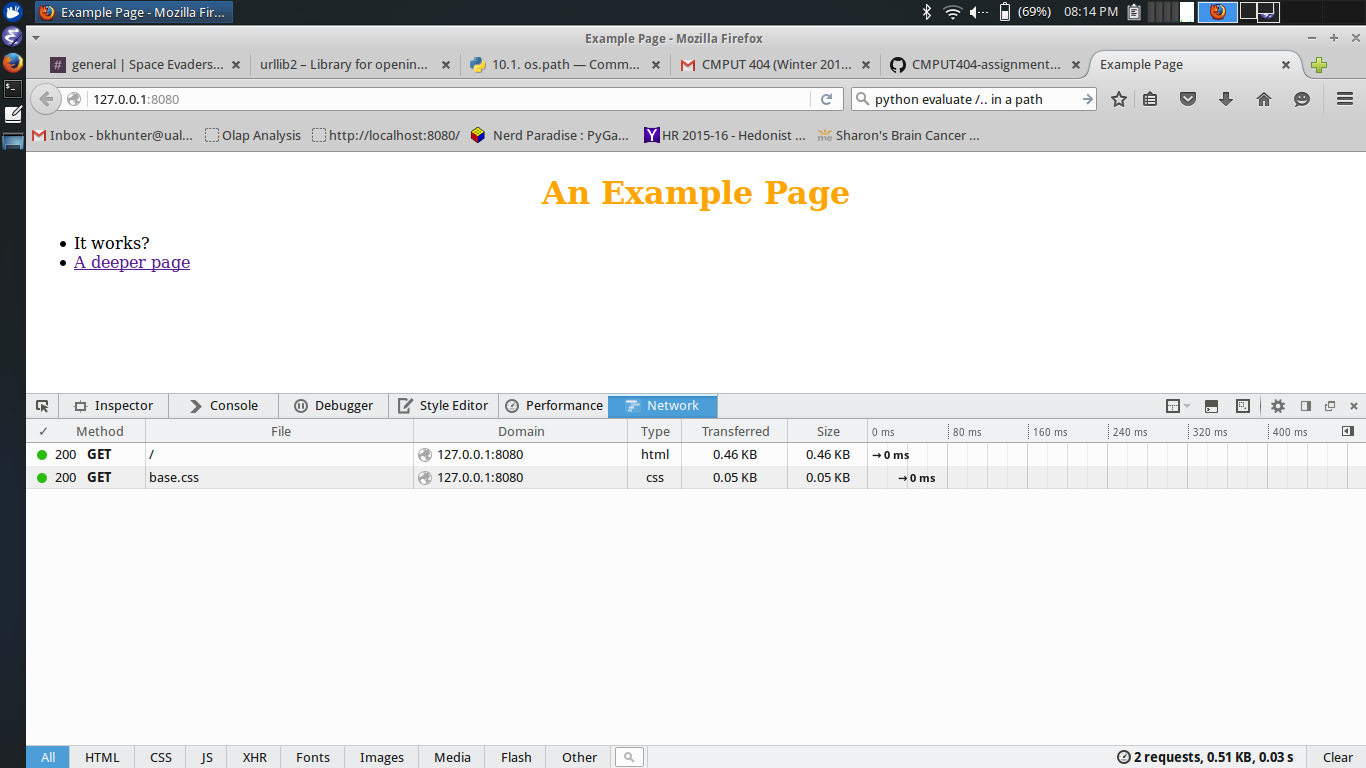 Example Page - Mozilla Fir...
(69%)
08:14 PM
Example Page - Mozilla Firefox
general | Space Evaders...
urllib2 – Library for openin...
10.1. os.path — Comm...
CMPUT 404 (Winter 201...
CMPUT404-assignment...
Example Page
127.0.0.1:8080
python evaluate /.. in a path
Inbox - bkhunter@ual...
Olap Analysis
http://localhost:8080/
Nerd Paradise : PyGa...
HR 2015-16 - Hedonist ...
Sharon's Brain Cancer ...
An Example Page
It works?
A deeper page
Inspector
Console
Debugger
Style Editor
Performance
Network
✓ Method File Domain Type Transferred Size 0 ms 80 ms 160 ms 240 ms 320 ms 400 ms
200 GET / 127.0.0.1:8080 html 0.46 KB 0.46 KB → 0 ms
200 GET base.css 127.0.0.1:8080 css 0.05 KB 0.05 KB → 0 ms
All HTML CSS JS XHR Fonts Images Media Flash Other
2 requests, 0.51 KB, 0.03 s
Clear